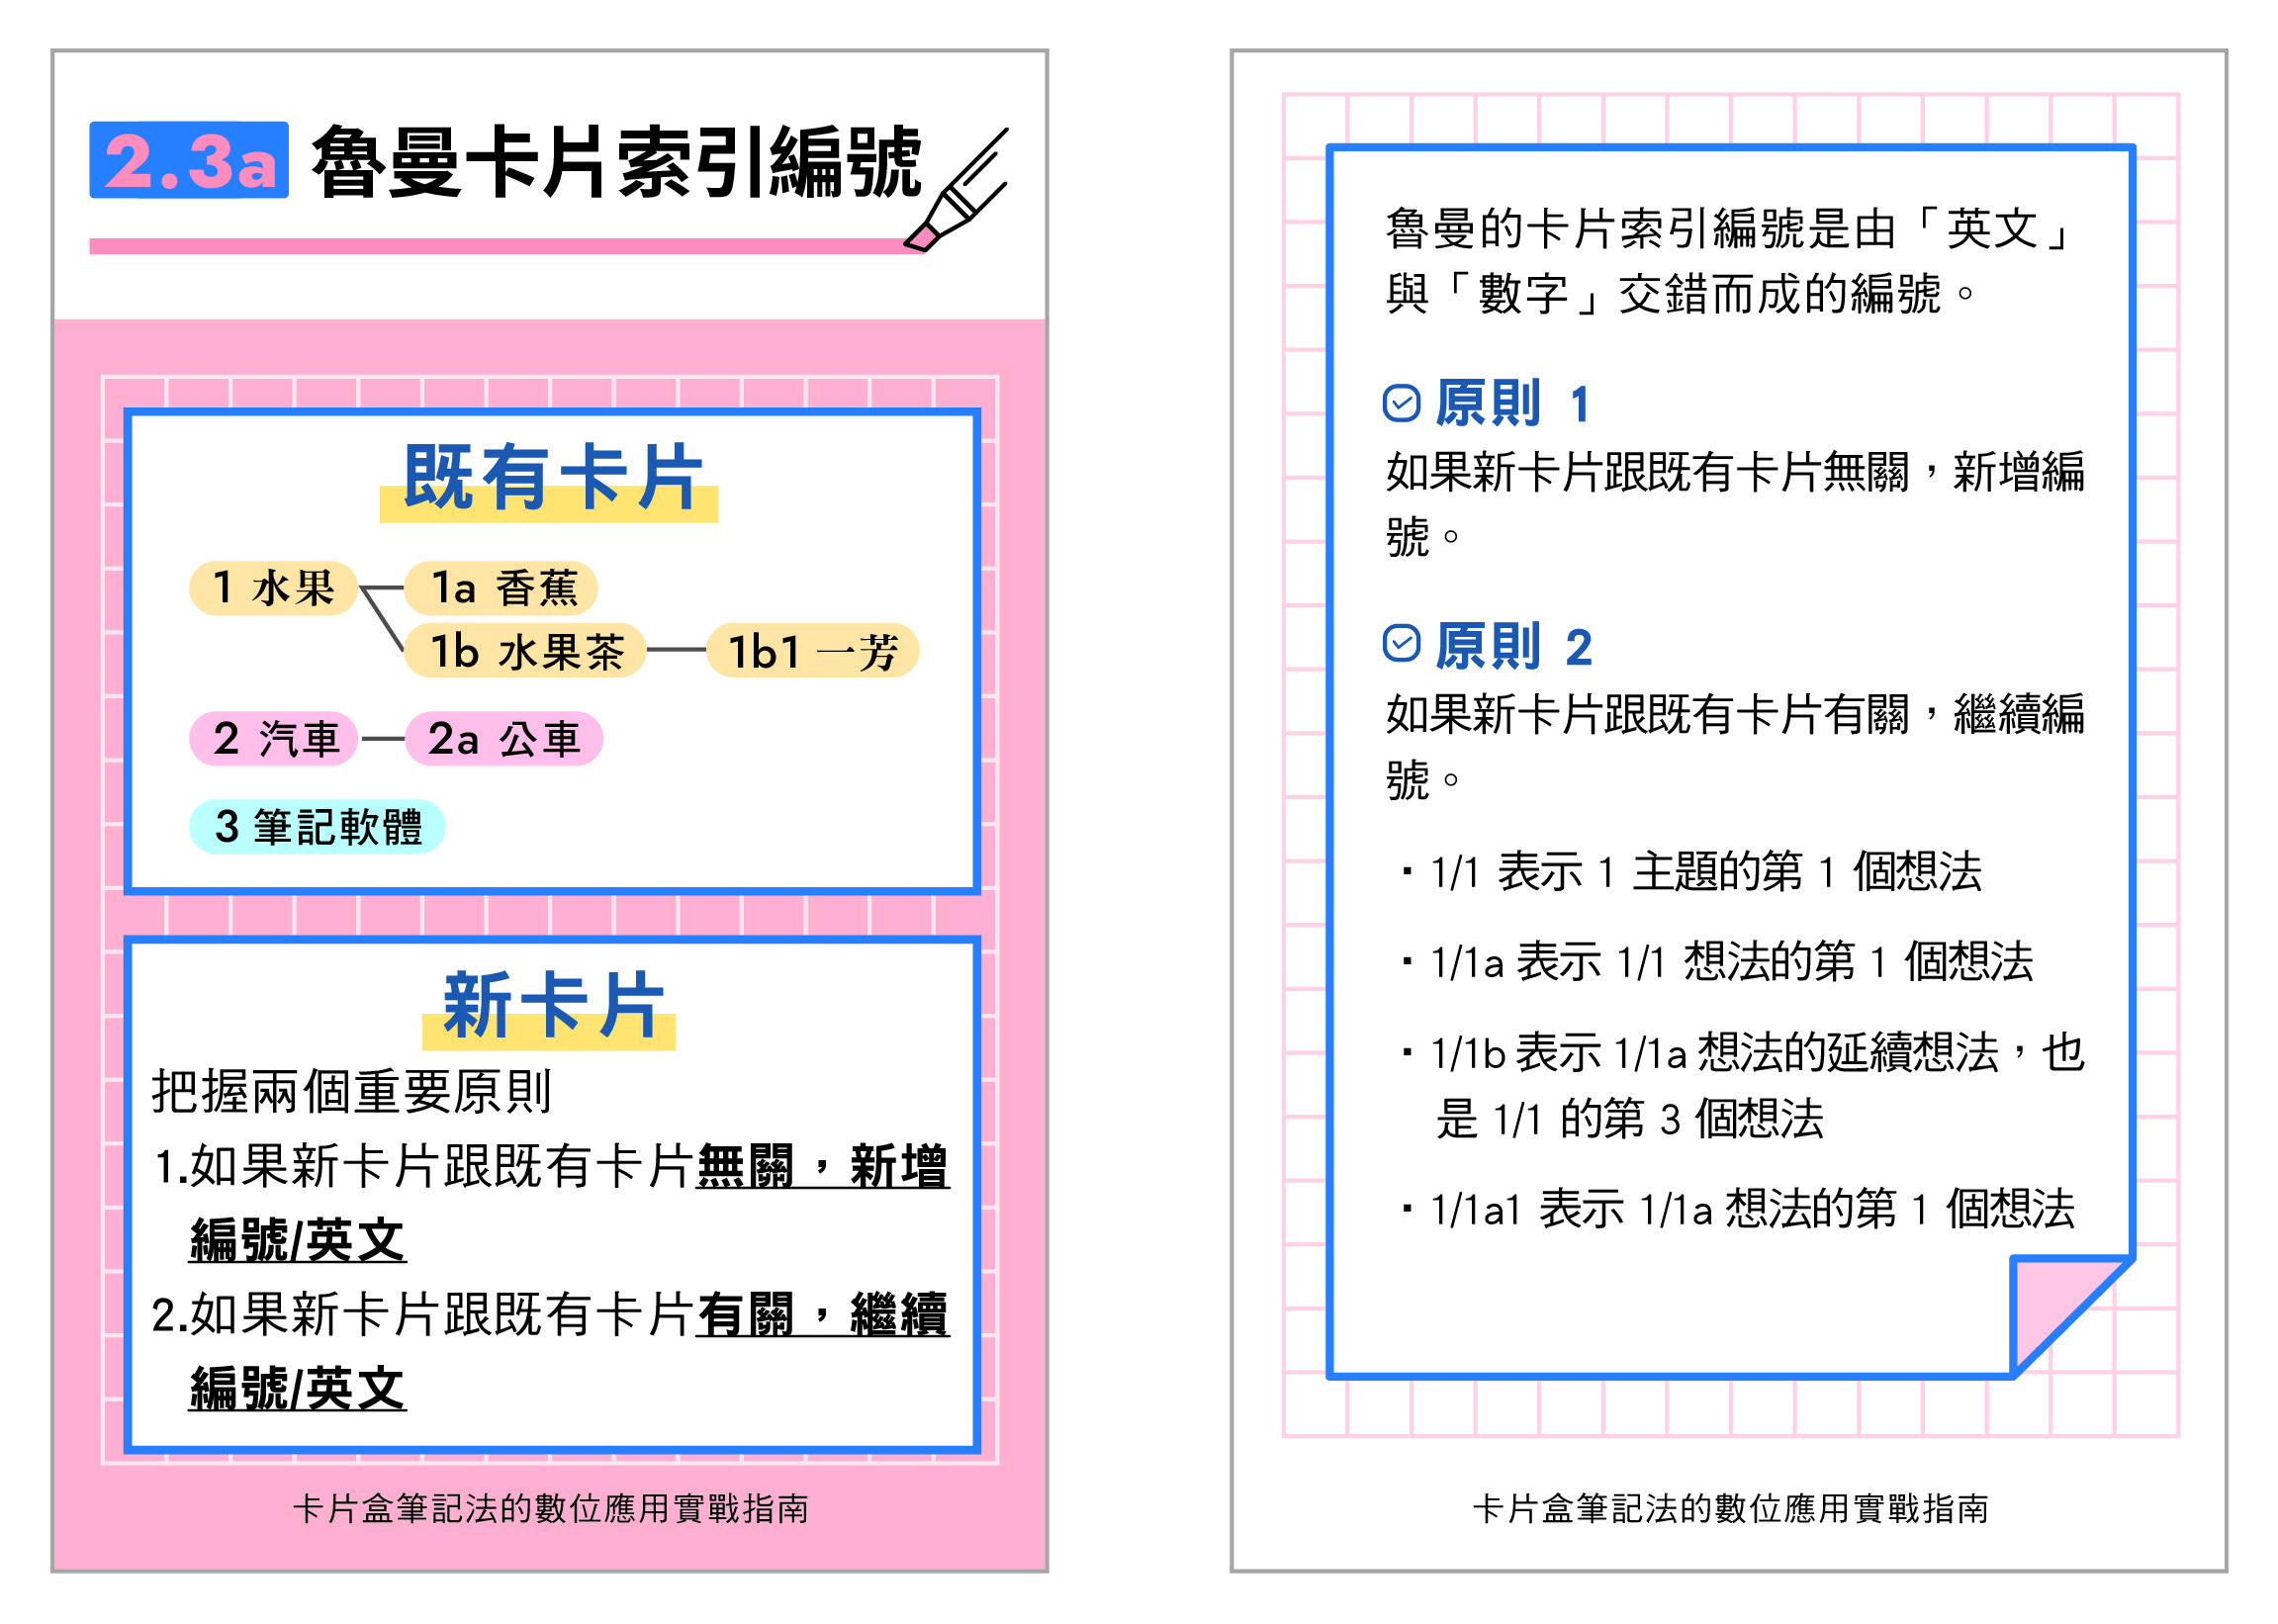 2.3a 魯曼卡片索引編號
既有卡片
1 水果
1a 香蕉
1b 水果茶
1b1 一芳
2 汽車
2a 公車
3 筆記軟體
新卡片
把握兩個重要原則
1.如果新卡片跟既有卡片無關，新增
編號/英文
2.如果新卡片跟既有卡片有關，繼續
編號/英文
卡片盒筆記法的數位應用實戰指南
魯曼的卡片索引編號是由「英文」
與「數字」交錯而成的編號。
原則 1
如果新卡片跟既有卡片無關，新增編
號。
原則 2
如果新卡片跟既有卡片有關，繼續編
號。
▪ 1/1 表示 1 主題的第 1 個想法
▪ 1/1a 表示 1/1 想法的第 1 個想法
▪ 1/1b 表示 1/1a 想法的延續想法，也
是 1/1 的第 3 個想法
▪ 1/1a1 表示 1/1a 想法的第 1 個想法
卡片盒筆記法的數位應用實戰指南